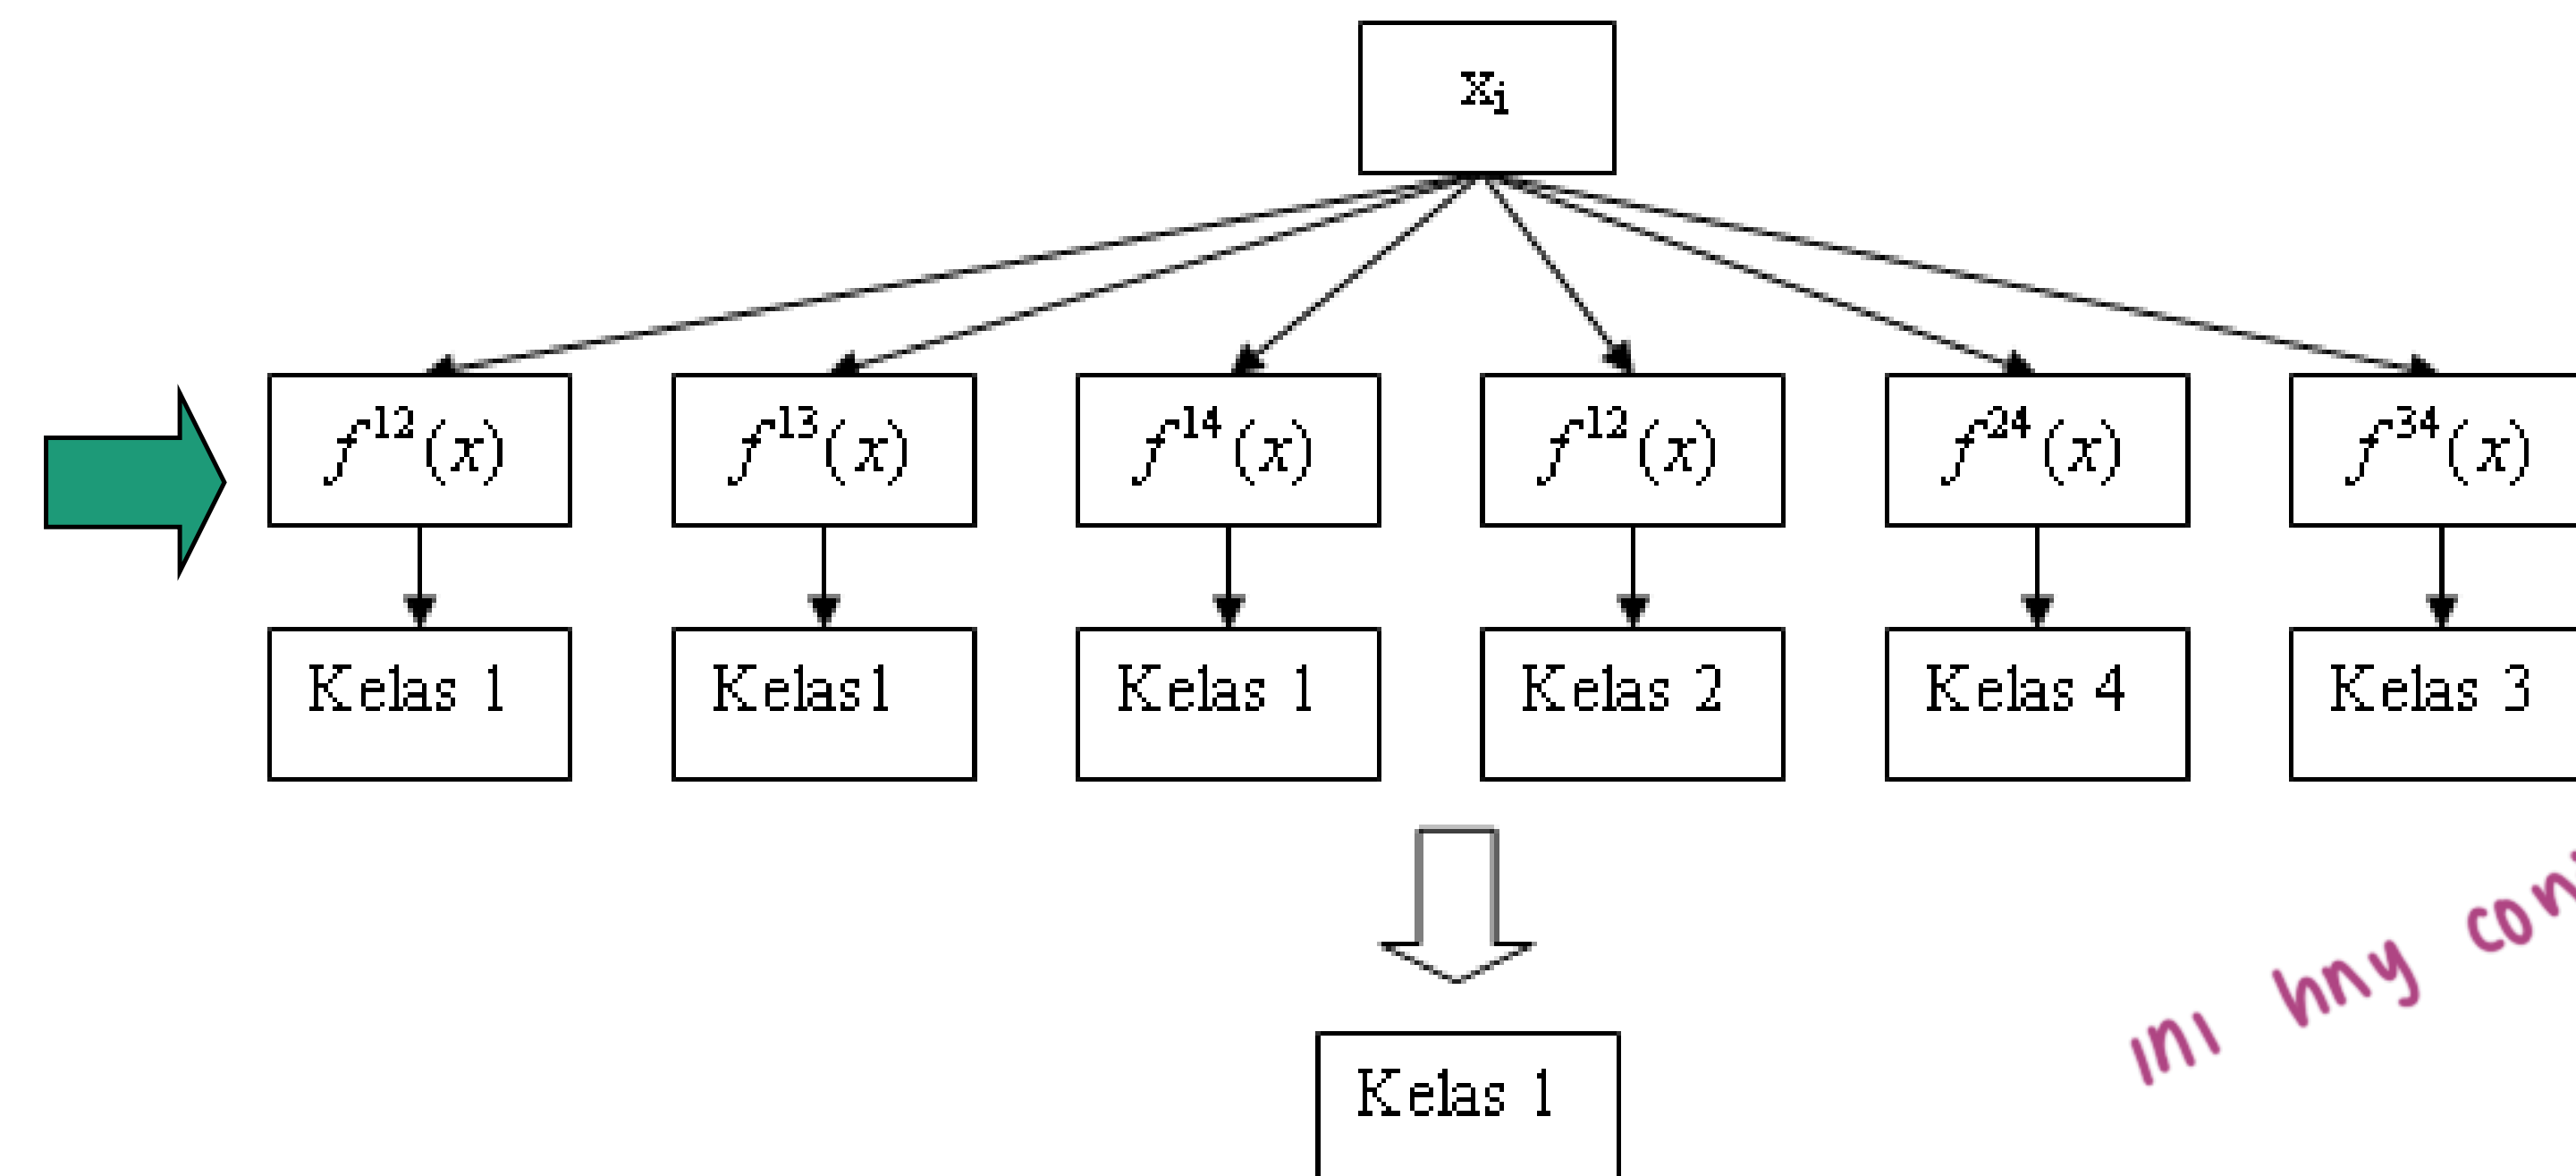 xᵢ
f¹²(x) f¹³(x) f¹⁴(x) f¹²(x) f²⁴(x) f³⁴(x)
Kelas 1 Kelas1 Kelas 1 Kelas 2 Kelas 4 Kelas 3
ini hny
Kelas 1